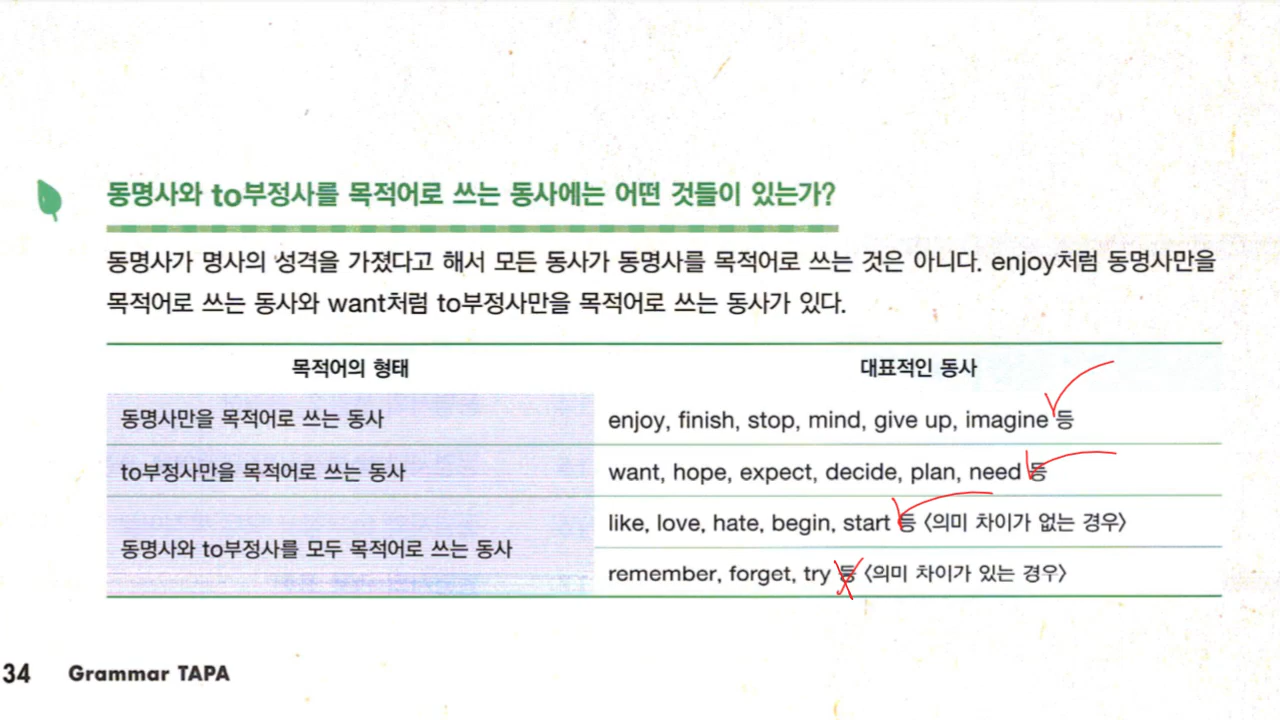 동명사와 to부정사를 목적어로 쓰는 동사에는 어떤 것들이 있는가?
동명사가 명사의 성격을 가졌다고 해서 모든 동사가 동명사를 목적어로 쓰는 것은 아니다. enjoy처럼 동명사만을
목적어로 쓰는 동사와 want처럼 to부정사만을 목적어로 쓰는 동사가 있다.
목적어의 형태 대표적인 동사
동명사만을 목적어로 쓰는 동사 enjoy, finish, stop, mind, give up, imagine 등
to부정사만을 목적어로 쓰는 동사 want, hope, expect, decide, plan, need 등
like, love, hate, begin, start 등 〈의미 차이가 없는 경우〉
동명사와 to부정사를 모두 목적어로 쓰는 동사
remember, forget, try 등 〈의미 차이가 있는 경우〉
34 Grammar TAPA